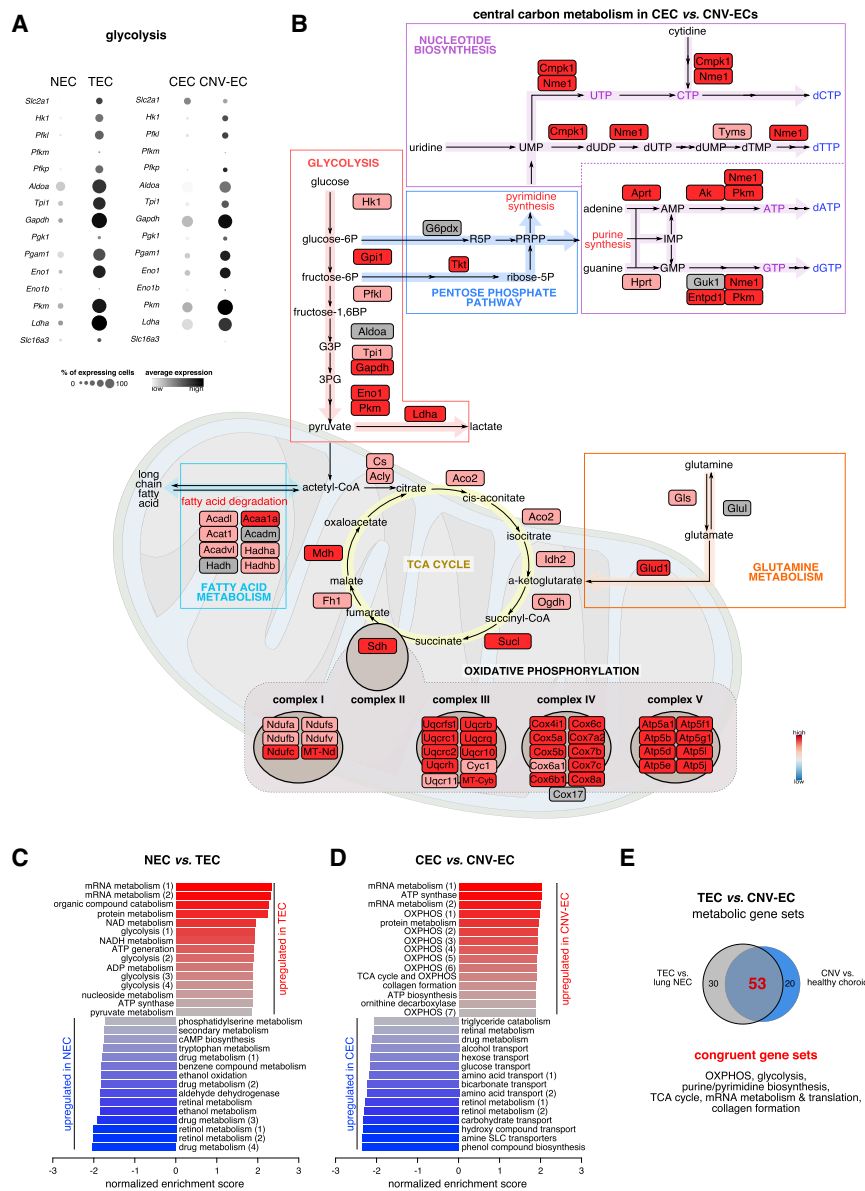 A
glycolysis
NEC TEC CEC CNV-EC
Slc2a1 Slc2a1
Hk1 Hk1
Pfkl Pfkl
Pfkm Pfkm
Pfkp Pfkp
Aldoa Aldoa
Tpi1 Tpi1
Gapdh Gapdh
Pgk1 Pgk1
Pgam1 Pgam1
Eno1 Eno1
Eno1b Eno1b
Pkm Pkm
Ldha Ldha
Slc16a3 Slc16a3
% of expressing cells
0 100
average expression
low high
B
central carbon metabolism in CEC vs. CNV-ECs
NUCLEOTIDE
BIOSYNTHESIS
cytidine
Cmpk1
Nme1
Cmpk1
Nme1
UTP CTP dCTP
Cmpk1 Nme1 Tyms Nme1
uridine UMP dUDP dUTP dUMP dTMP dTTP
GLYCOLYSIS
glucose
Hk1
glucose-6P
Gpi1
fructose-6P
Pfkl
fructose-1,6BP
Aldoa
G3P
Tpi1
Gapdh
3PG
Eno1
Pkm
Ldha
pyruvate lactate
pyrimidine
synthesis
G6pdx
R5P PRPP
Tkt
ribose-5P
PENTOSE PHOSPHATE
PATHWAY
Nme1
Aprt Ak Pkm
adenine AMP ATP dATP
purine
synthesis
IMP
guanine GMP GTP dGTP
Hprt Guk1 Nme1
Entpd1 Pkm
long
chain
fatty
acid
fatty acid degradation
Acadl Acaa1a
Acat1 Acadm
Acadvl Hadha
Hadh Hadhb
FATTY ACID
METABOLISM
actetyl-CoA
Cs
Acly
citrate
Aco2
cis-aconitate
Aco2
isocitrate
Idh2
a-ketoglutarate
Ogdh
succinyl-CoA
Sucl
succinate
Sdh
fumarate
Fh1
malate
Mdh
oxaloacetate
TCA CYCLE
glutamine
Gls Glul
glutamate
Glud1
GLUTAMINE
METABOLISM
OXIDATIVE PHOSPHORYLATION
complex I complex II complex III complex IV complex V
Ndufa Ndufs
Ndufb Ndufv
Ndufc MT-Nd
Uqcrfs1 Uqcrb
Uqcrc1 Uqcrq
Uqcrc2 Uqcr10
Uqcrh Cyc1
Uqcr11 MT-Cyb
Cox4i1 Cox6c
Cox5a Cox7a2
Cox5b Cox7b
Cox6a1 Cox7c
Cox6b1 Cox8a
Cox17
Atp5a1 Atp5f1
Atp5b Atp5g1
Atp5d Atp5l
Atp5e Atp5j
high
low
C
NEC vs. TEC
mRNA metabolism (1)
mRNA metabolism (2)
organic compound catabolism
protein metabolism
NAD metabolism
glycolysis (1)
NADH metabolism
ATP generation
glycolysis (2)
ADP metabolism
glycolysis (3)
glycolysis (4)
nucleoside metabolism
ATP synthase
pyruvate metabolism
upregulated in TEC
phosphatidylserine metabolism
secondary metabolism
cAMP biosynthesis
tryptophan metabolism
drug metabolism (1)
benzene compound metabolism
ethanol oxidation
drug metabolism (2)
aldehyde dehydrogenase
retinal metabolism
ethanol metabolism
drug metabolism (3)
retinol metabolism (1)
retinol metabolism (2)
drug metabolism (4)
upregulated in NEC
-3 -2 -1 0 1 2 3
normalized enrichment score
D
CEC vs. CNV-EC
mRNA metabolism (1)
ATP synthase
mRNA metabolism (2)
OXPHOS (1)
protein metabolism
OXPHOS (2)
OXPHOS (3)
OXPHOS (4)
OXPHOS (5)
OXPHOS (6)
TCA cycle and OXPHOS
collagen formation
ATP biosynthesis
ornithine decarboxylase
OXPHOS (7)
upregulated in CNV-EC
triglyceride catabolism
retinal metabolism
drug metabolism
alcohol transport
hexose transport
glucose transport
amino acid transport (1)
bicarbonate transport
amino acid transport (2)
retinol metabolism (1)
retinol metabolism (2)
carbohydrate transport
hydroxy compound transport
amine SLC transporters
phenol compound biosynthesis
upregulated in CEC
-3 -2 -1 0 1 2 3
normalized enrichment score
E
TEC vs. CNV-EC
metabolic gene sets
TEC vs.
lung NEC
30 53 20
CNV vs.
healthy choroid
congruent gene sets
OXPHOS, glycolysis,
purine/pyrimidine biosynthesis,
TCA cycle, mRNA metabolism & translation,
collagen formation